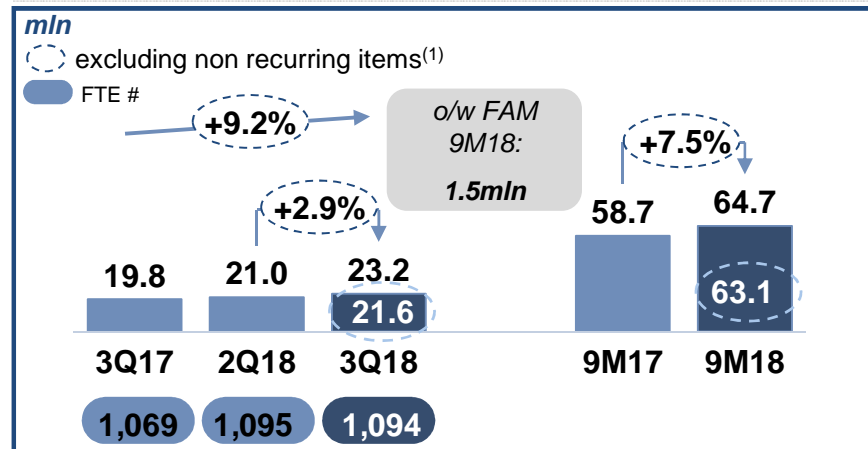 mln
excluding non recurring items(1)
FTE #
+9.2%
o/w FAM
9M18:
1.5mln
+7.5%
+2.9%
58.7
64.7
19.8
21.0
23.2
21.6
63.1
3Q17
2Q18
3Q18
9M17
9M18
1,069
1,095
1,094